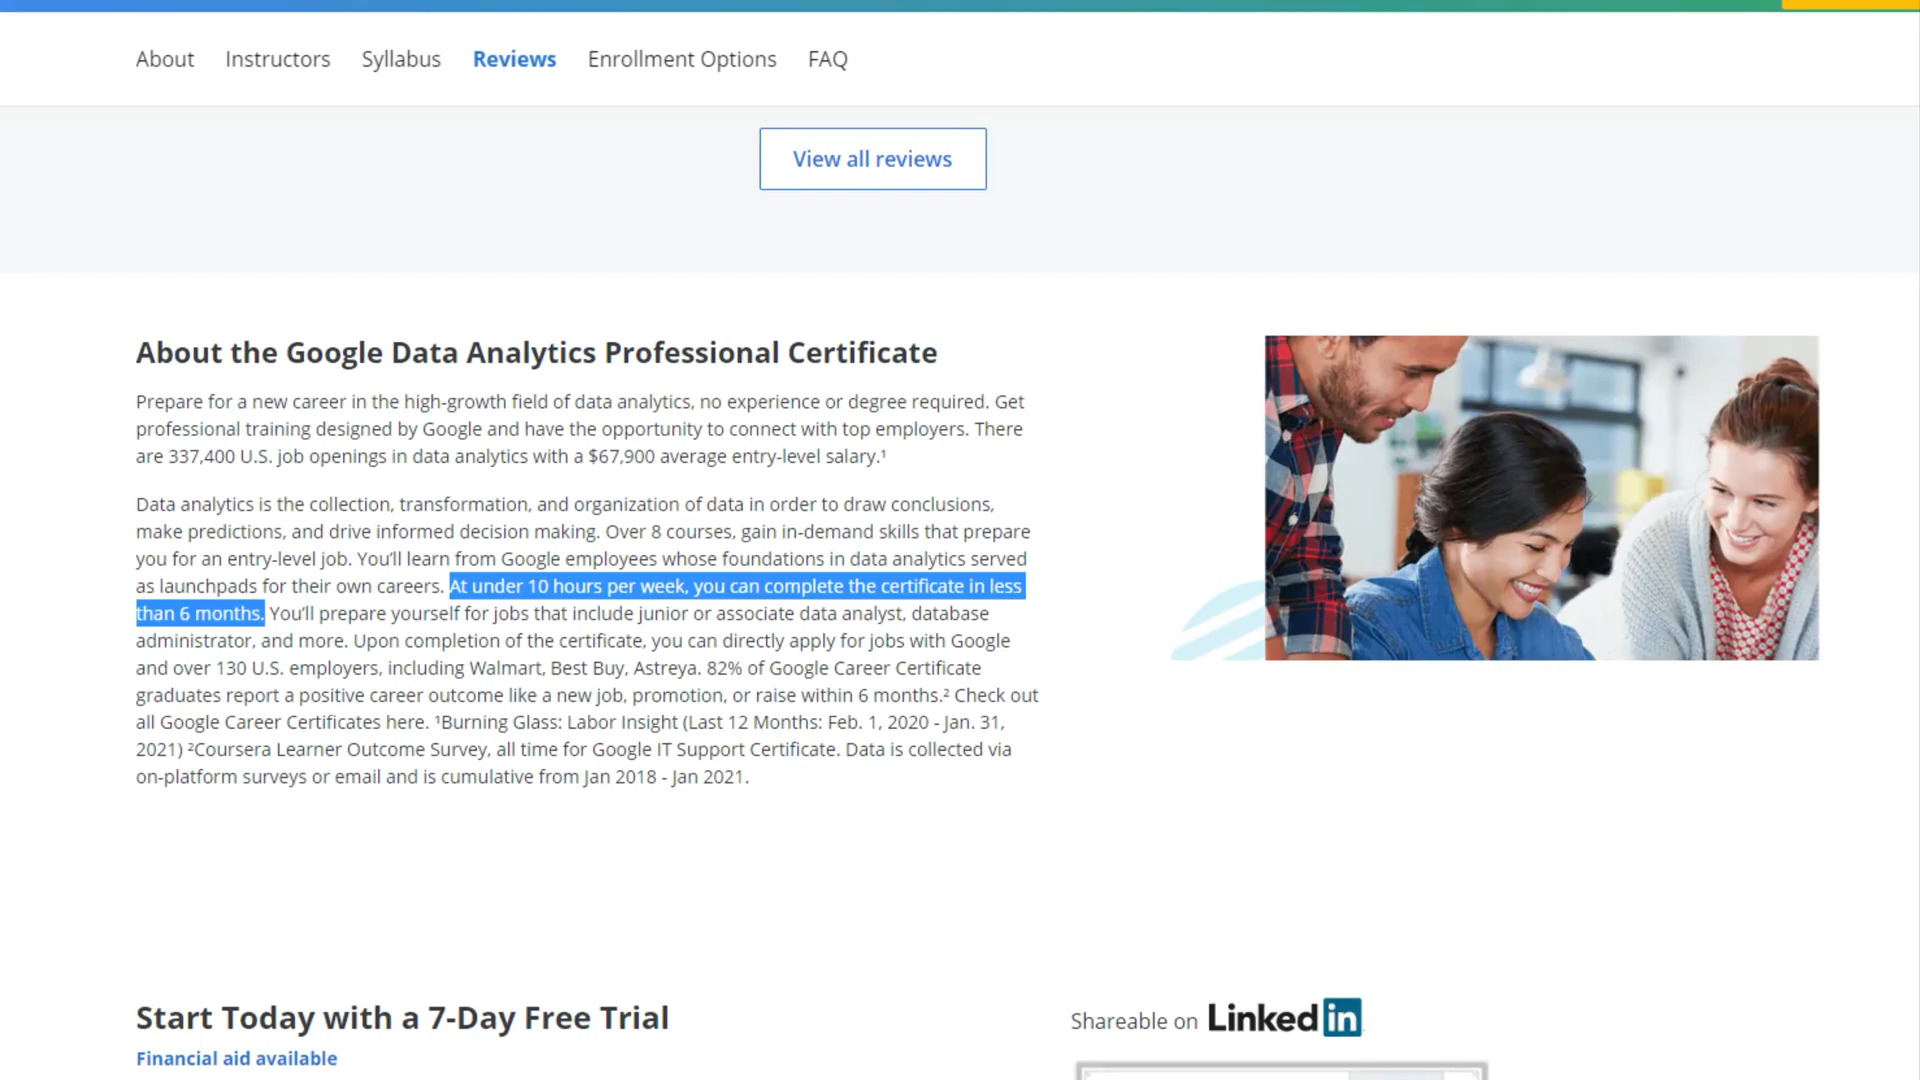 About Instructors Syllabus Reviews Enrollment Options FAQ
View all reviews
About the Google Data Analytics Professional Certificate
Prepare for a new career in the high-growth field of data analytics, no experience or degree required. Get
professional training designed by Google and have the opportunity to connect with top employers. There
are 337,400 U.S. job openings in data analytics with a $67,900 average entry-level salary.¹
Data analytics is the collection, transformation, and organization of data in order to draw conclusions,
make predictions, and drive informed decision making. Over 8 courses, gain in-demand skills that prepare
you for an entry-level job. You’ll learn from Google employees whose foundations in data analytics served
as launchpads for their own careers. At under 10 hours per week, you can complete the certificate in less
than 6 months. You’ll prepare yourself for jobs that include junior or associate data analyst, database
administrator, and more. Upon completion of the certificate, you can directly apply for jobs with Google
and over 130 U.S. employers, including Walmart, Best Buy, Astreya. 82% of Google Career Certificate
graduates report a positive career outcome like a new job, promotion, or raise within 6 months.² Check out
all Google Career Certificates here. ¹Burning Glass: Labor Insight (Last 12 Months: Feb. 1, 2020 - Jan. 31,
2021) ²Coursera Learner Outcome Survey, all time for Google IT Support Certificate. Data is collected via
on-platform surveys or email and is cumulative from Jan 2018 - Jan 2021.
Start Today with a 7-Day Free Trial
Financial aid available
Shareable on LinkedIn